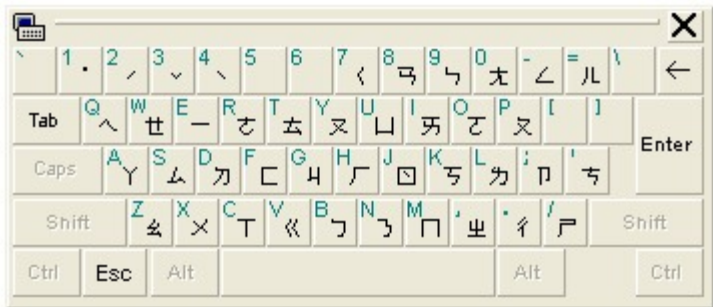 ` 1 ˙ 2 ˊ 3 ˇ 4 ˋ 5 6 7 ㄑ 8 ㄢ 9 ㄣ 0 ㄤ - ㄥ = ㄦ \ ←
Tab Q ㄟ W ㄝ E ㄧ R ㄜ T ㄊ Y ㄡ U ㄩ I ㄞ O ㄛ P ㄆ [ ] Enter
Caps A ㄚ S ㄙ D ㄉ F ㄈ G ㄐ H ㄏ J ㄖ K ㄎ L ㄌ ; ㄗ ' ㄘ
Shift Z ㄠ X ㄨ C ㄒ V ㄍ B ㄅ N ㄋ M ㄇ , ㄓ . ㄔ / ㄕ Shift
Ctrl Esc Alt Alt Ctrl